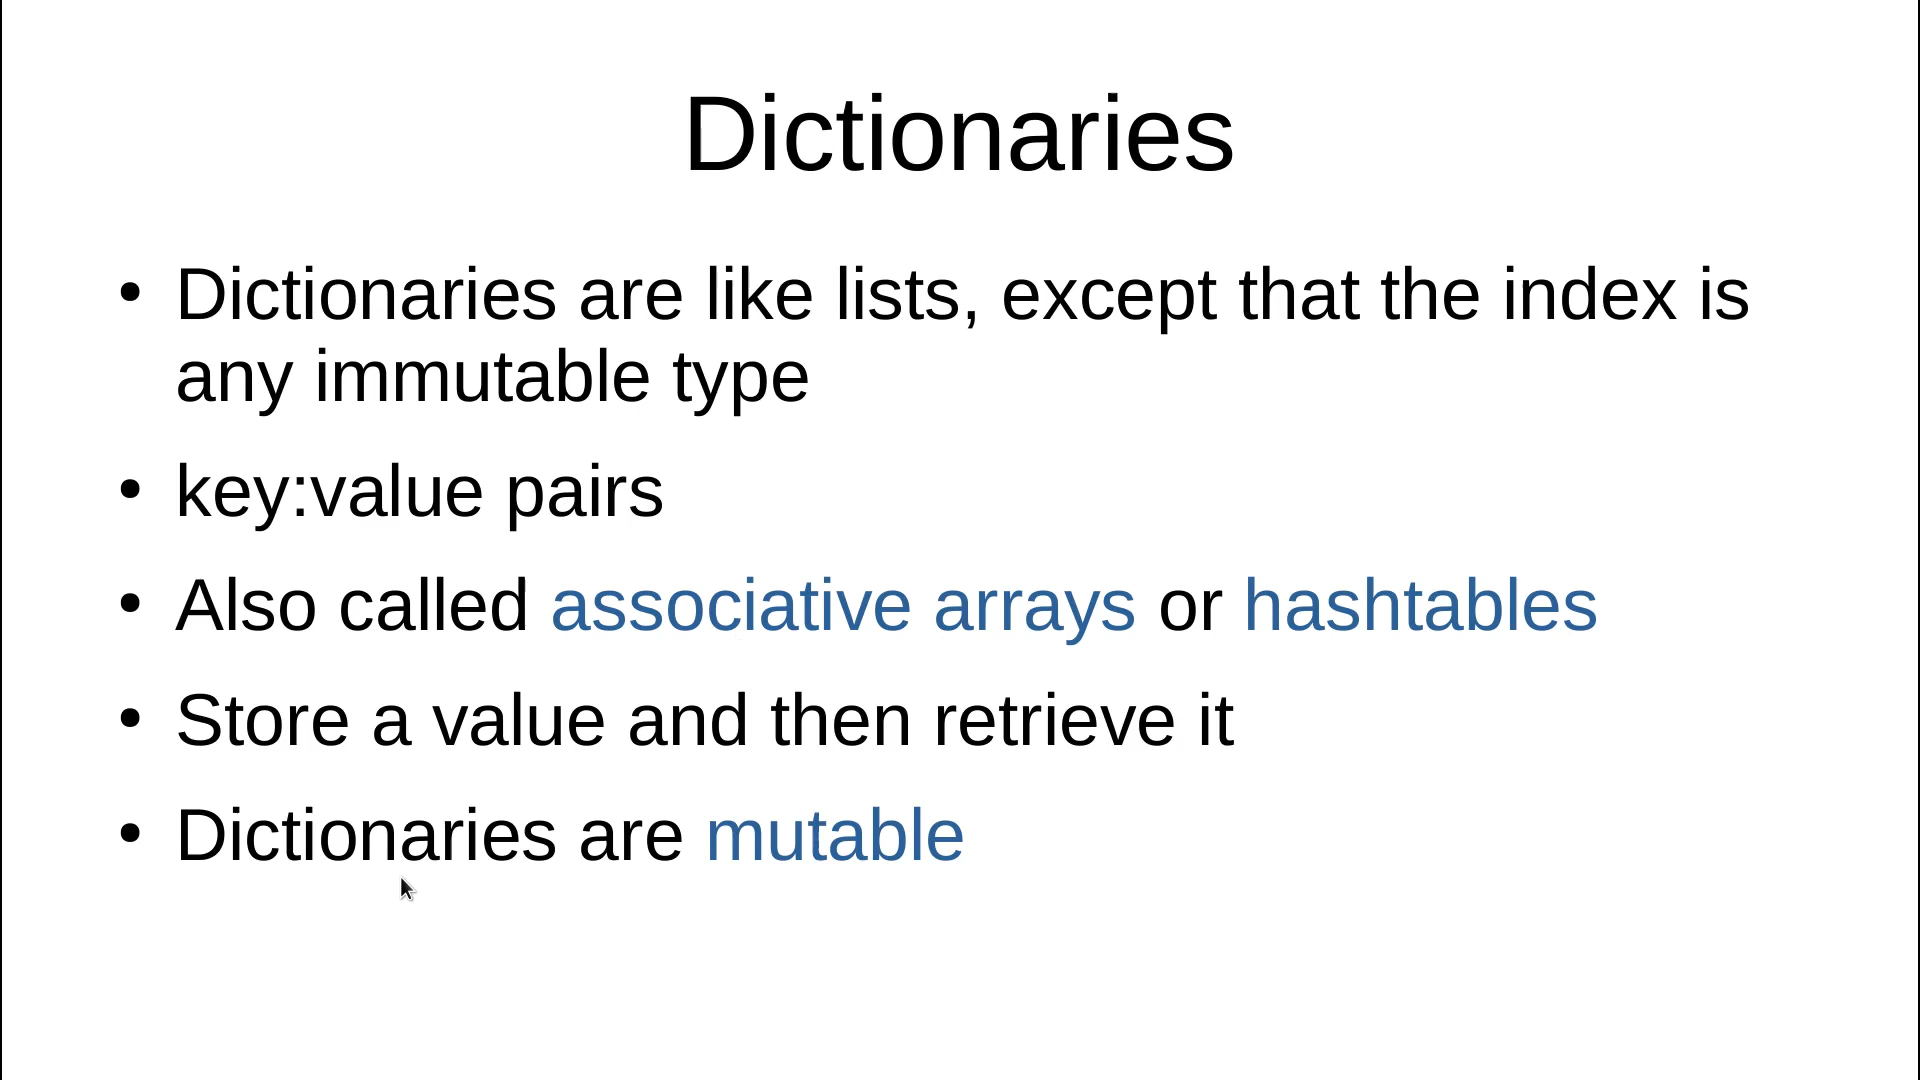 Dictionaries
• Dictionaries are like lists, except that the index is
any immutable type
• key:value pairs
• Also called associative arrays or hashtables
• Store a value and then retrieve it
• Dictionaries are mutable